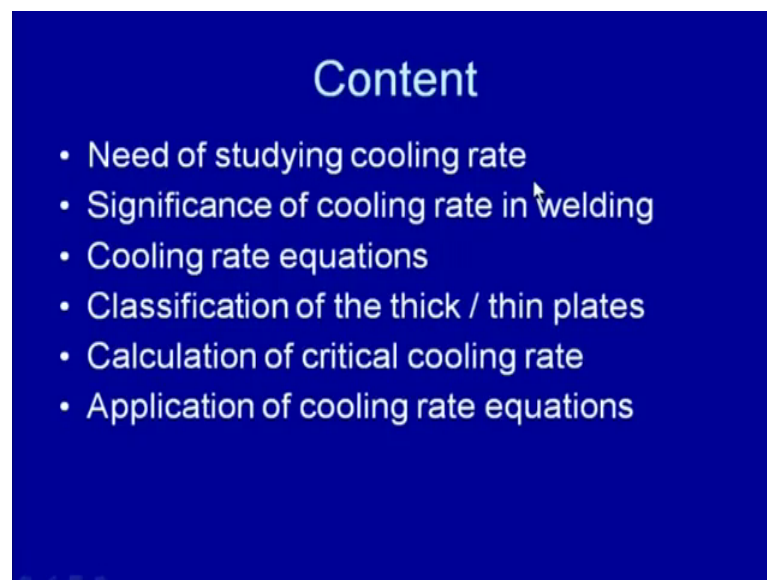 Content
• Need of studying cooling rate
• Significance of cooling rate in welding
• Cooling rate equations
• Classification of the thick / thin plates
• Calculation of critical cooling rate
• Application of cooling rate equations